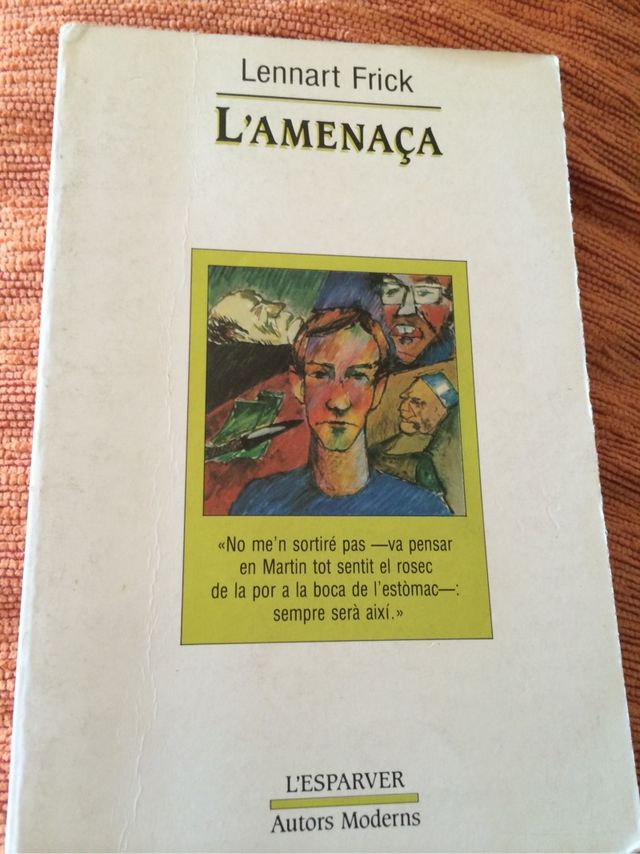 Lennart Frick
L'AMENAÇA
«No me'n sortiré pas —va pensar
en Martin tot sentit el rosec
de la por a la boca de l'estòmac—:
sempre serà així.»
L'ESPARVER
Autors Moderns